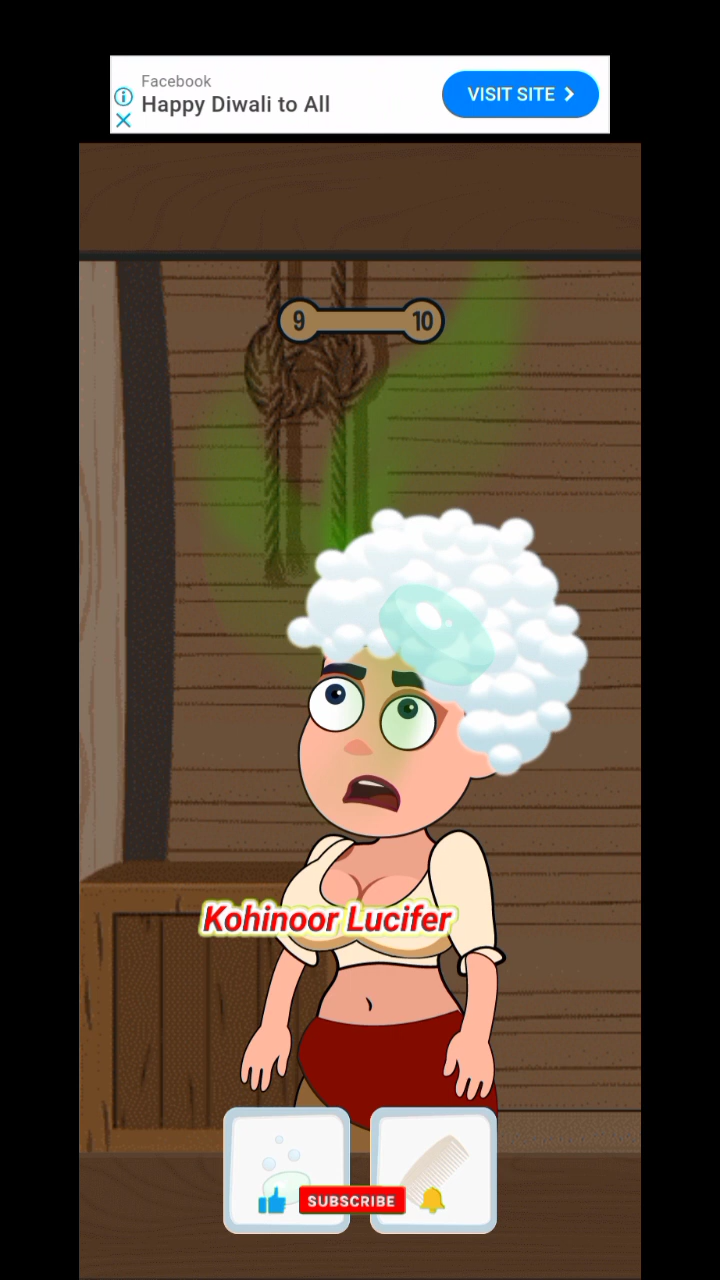 Facebook
Happy Diwali to All
VISIT SITE
9
10
Kohinoor Lucifer
SUBSCRIBE